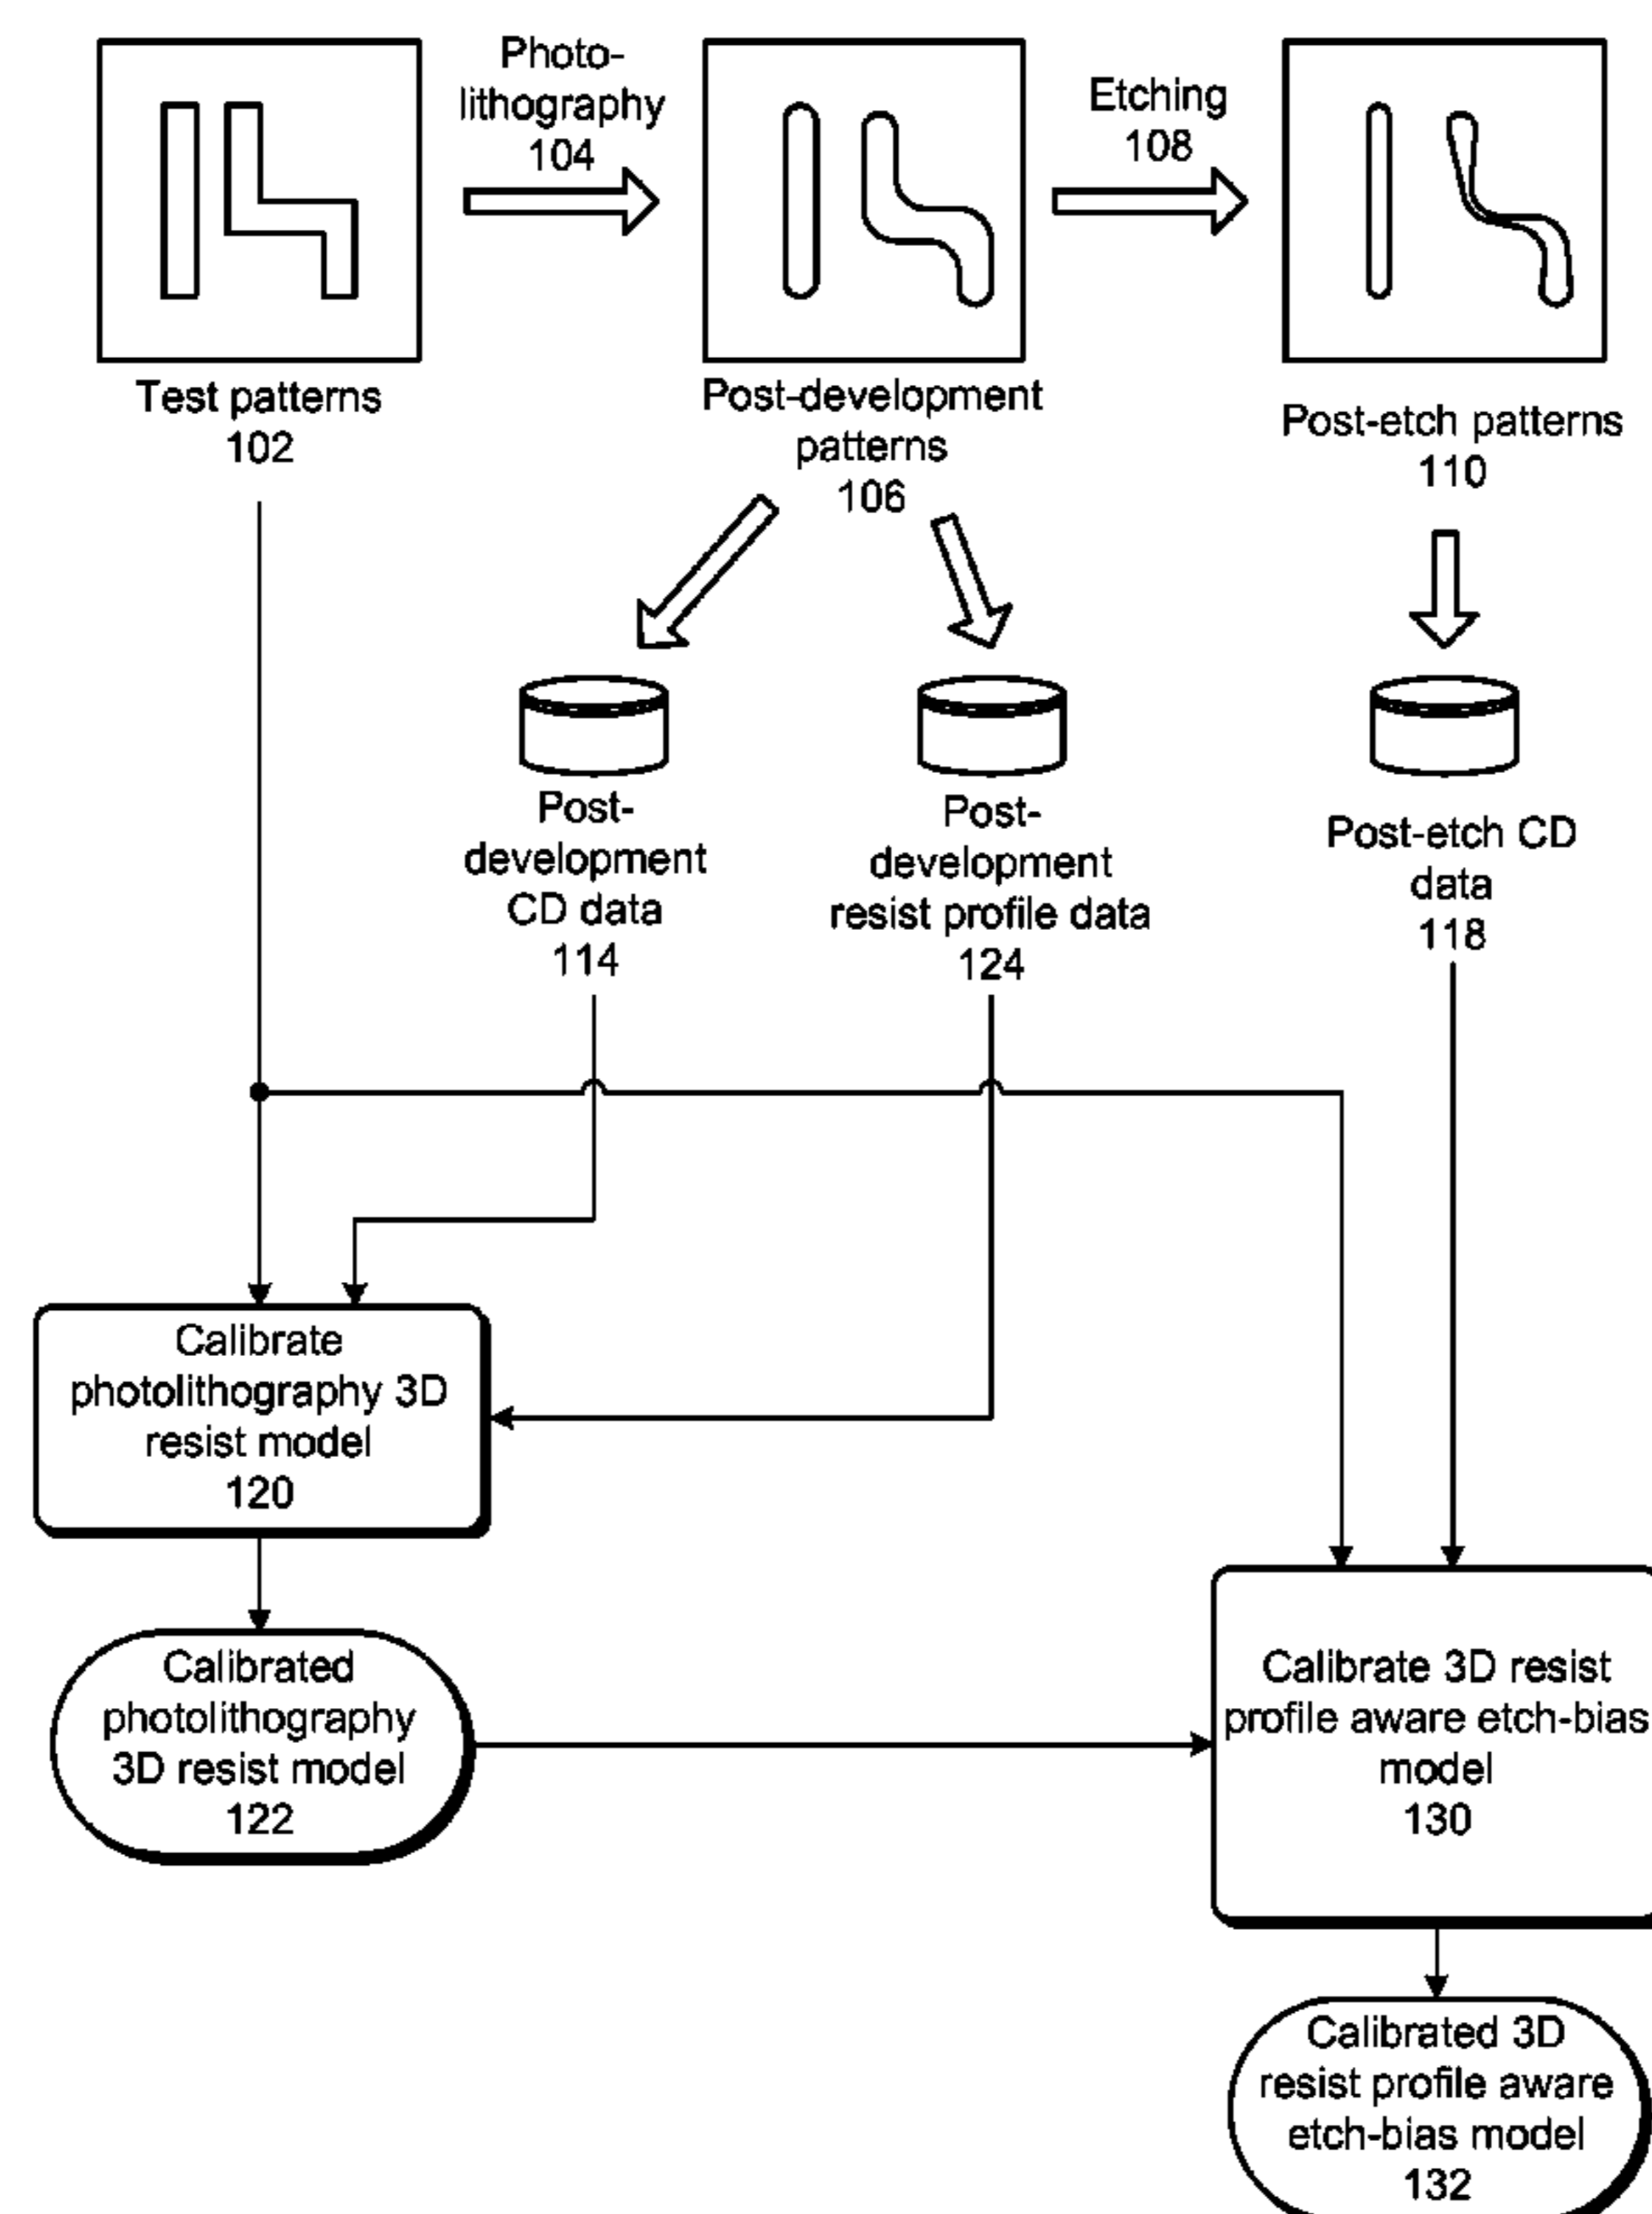 Photo-
lithography
104
Etching
108
Test patterns
102
Post-development
patterns
106
Post-etch patterns
110
Post-
development
CD data
114
Post-
development
resist profile data
124
Post-etch CD
data
118
Calibrate
photolithography 3D
resist model
120
Calibrated
photolithography
3D resist model
122
Calibrate 3D resist
profile aware etch-bias
model
130
Calibrated 3D
resist profile aware
etch-bias model
132